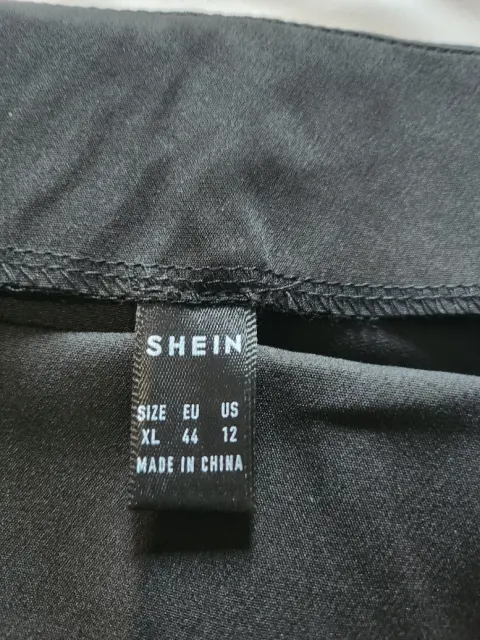 SHEIN
SIZE EU US
XL 44 12
MADE IN CHINA